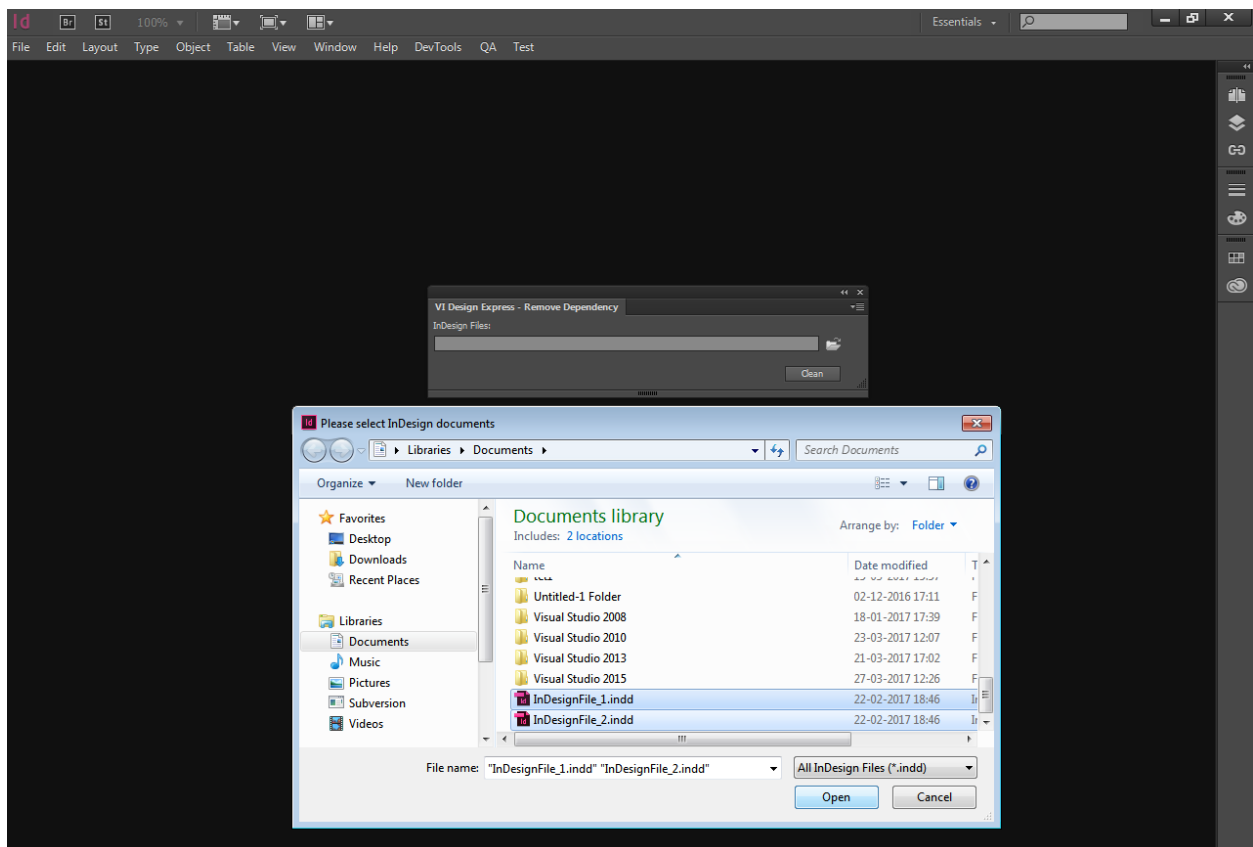 Id Br St 100% Essentials
File Edit Layout Type Object Table View Window Help DevTools QA Test
VI Design Express - Remove Dependency
InDesign Files:
Clean
Id Please select InDesign documents
Libraries Documents Search Documents
Organize New folder
Favorites
Desktop
Downloads
Recent Places
Libraries
Documents
Music
Pictures
Subversion
Videos
Documents library
Includes: 2 locations
Arrange by: Folder
Name Date modified T
Untitled-1 Folder 02-12-2016 17:11 F
Visual Studio 2008 18-01-2017 17:39 F
Visual Studio 2010 23-03-2017 12:07 F
Visual Studio 2013 21-03-2017 17:02 F
Visual Studio 2015 27-03-2017 12:26 F
InDesignFile_1.indd 22-02-2017 18:46 In
InDesignFile_2.indd 22-02-2017 18:46 In
File name: "InDesignFile_1.indd" "InDesignFile_2.indd" All InDesign Files (*.indd)
Open Cancel